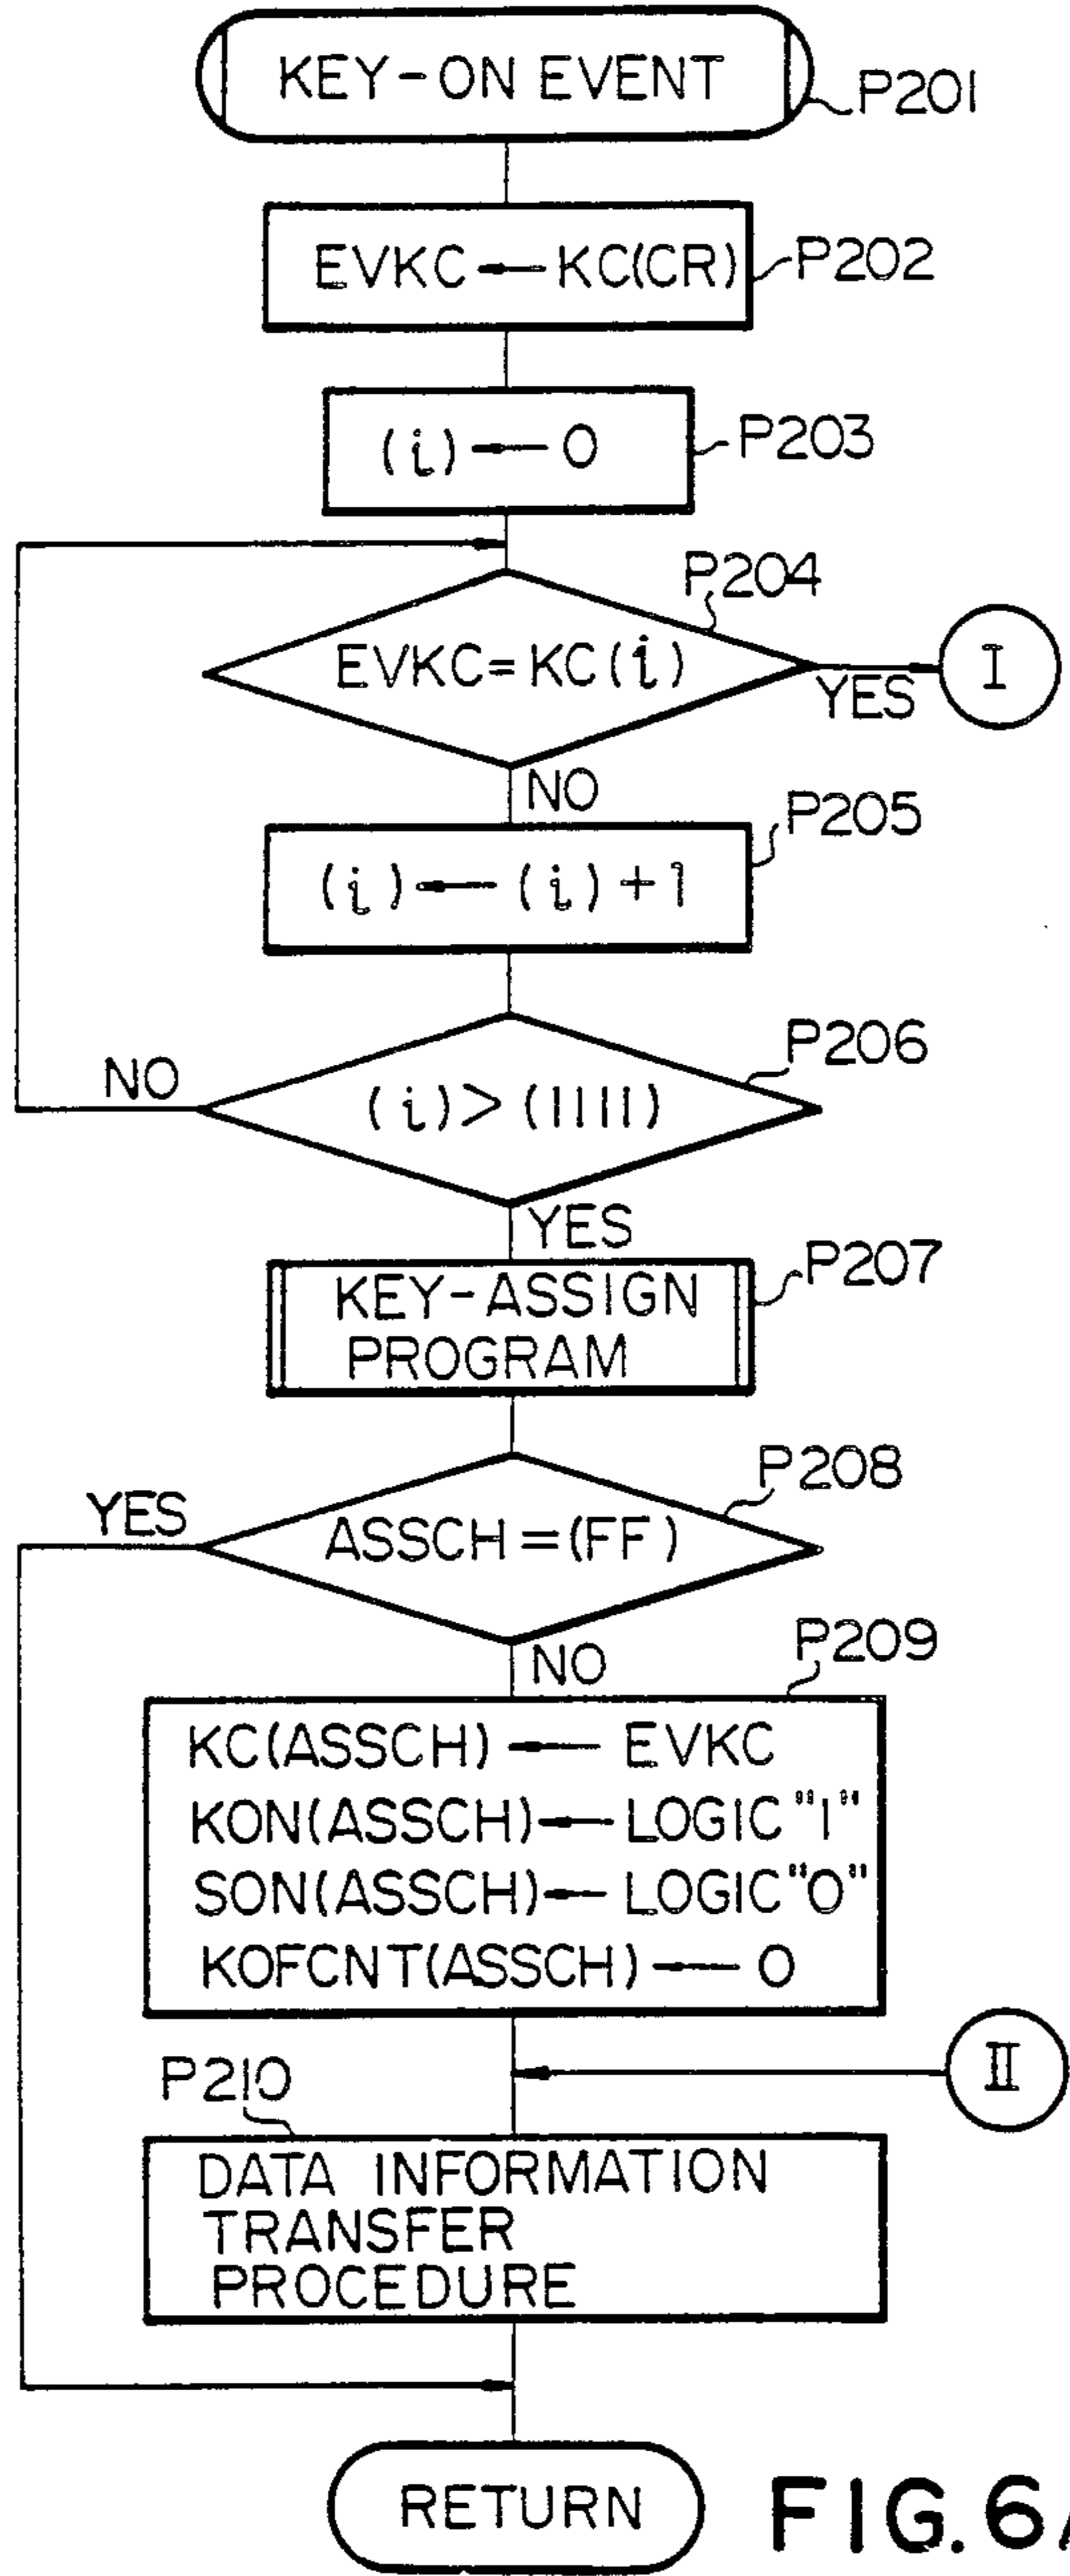 KEY-ON EVENT
P201
EVKC ← KC(CR)
P202
(i) ← 0
P203
P204
EVKC=KC(i)
YES
I
NO
P205
(i) ← (i)+1
P206
NO
(i)>(1111)
YES
P207
KEY-ASSIGN
PROGRAM
P208
YES
ASSCH=(FF)
NO
P209
KC(ASSCH) ← EVKC
KON(ASSCH) ← LOGIC "1"
SON(ASSCH) ← LOGIC "0"
KOFCNT(ASSCH) ← 0
II
P210
DATA INFORMATION
TRANSFER
PROCEDURE
RETURN
FIG. 6A